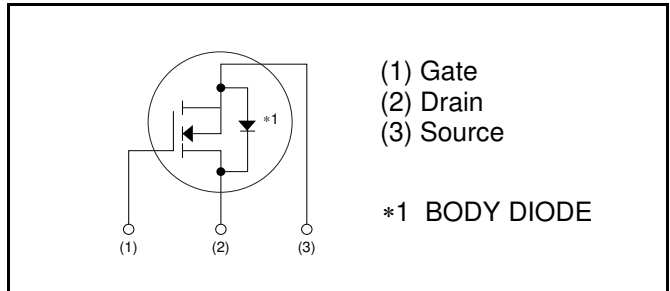 (1) Gate
(2) Drain
(3) Source
*1
*1 BODY DIODE
(1) (2) (3)